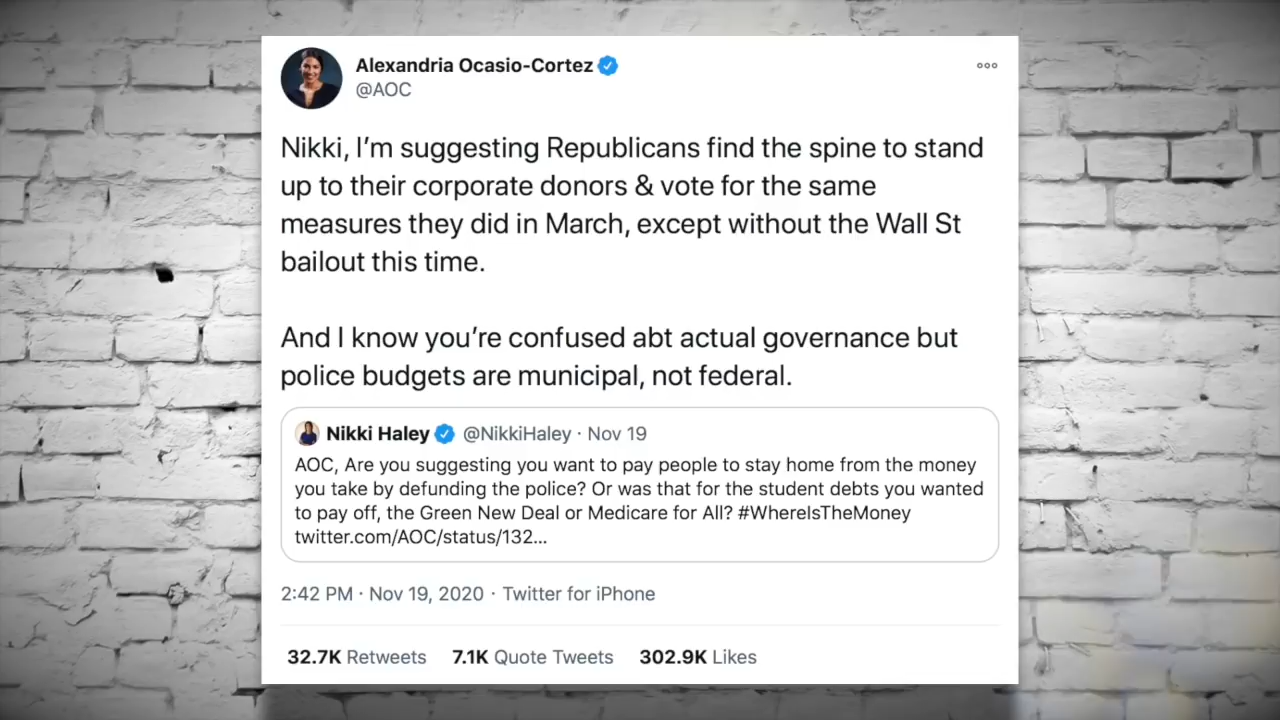 Alexandria Ocasio-Cortez
@AOC
Nikki, I'm suggesting Republicans find the spine to stand
up to their corporate donors & vote for the same
measures they did in March, except without the Wall St
bailout this time.
And I know you're confused abt actual governance but
police budgets are municipal, not federal.
Nikki Haley @NikkiHaley · Nov 19
AOC, Are you suggesting you want to pay people to stay home from the money
you take by defunding the police? Or was that for the student debts you wanted
to pay off, the Green New Deal or Medicare for All? #WhereIsTheMoney
twitter.com/AOC/status/132...
2:42 PM · Nov 19, 2020 · Twitter for iPhone
32.7K Retweets 7.1K Quote Tweets 302.9K Likes